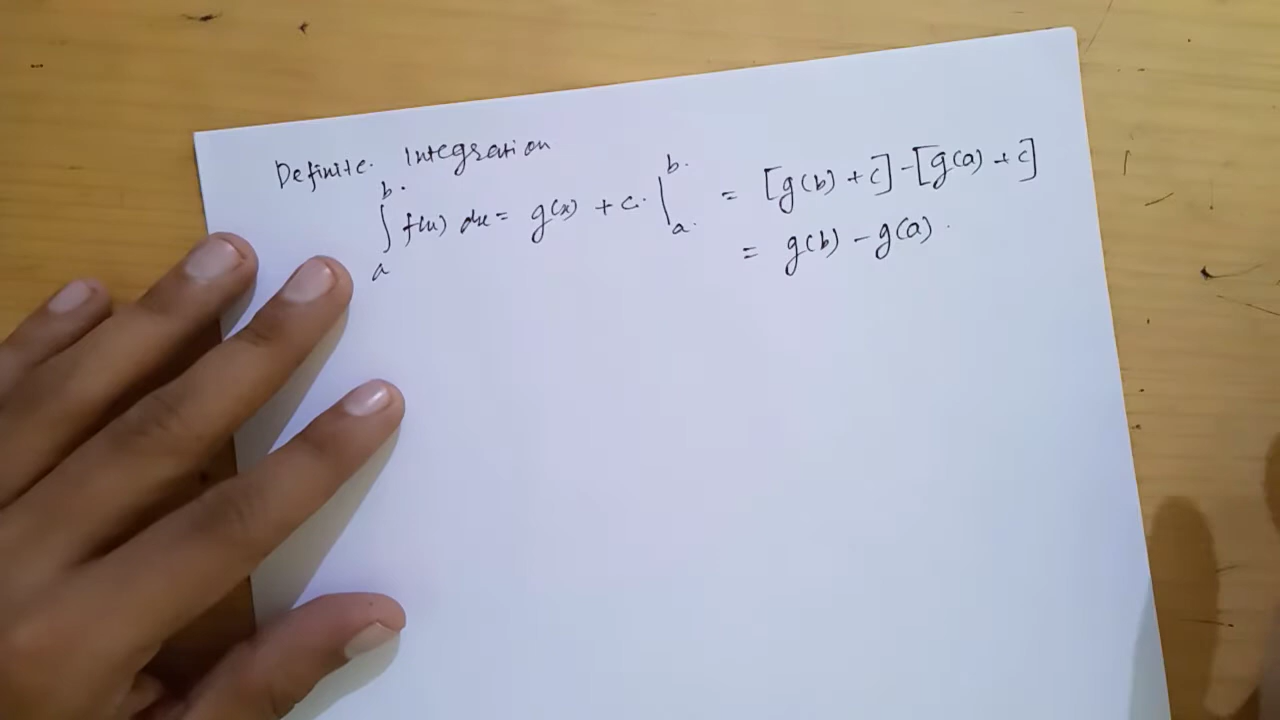 Definite. Integration
∫ₐᵇ f(x) dx = g(x) + c. |ₐᵇ = [g(b) + c] - [g(a) + c]
= g(b) - g(a).